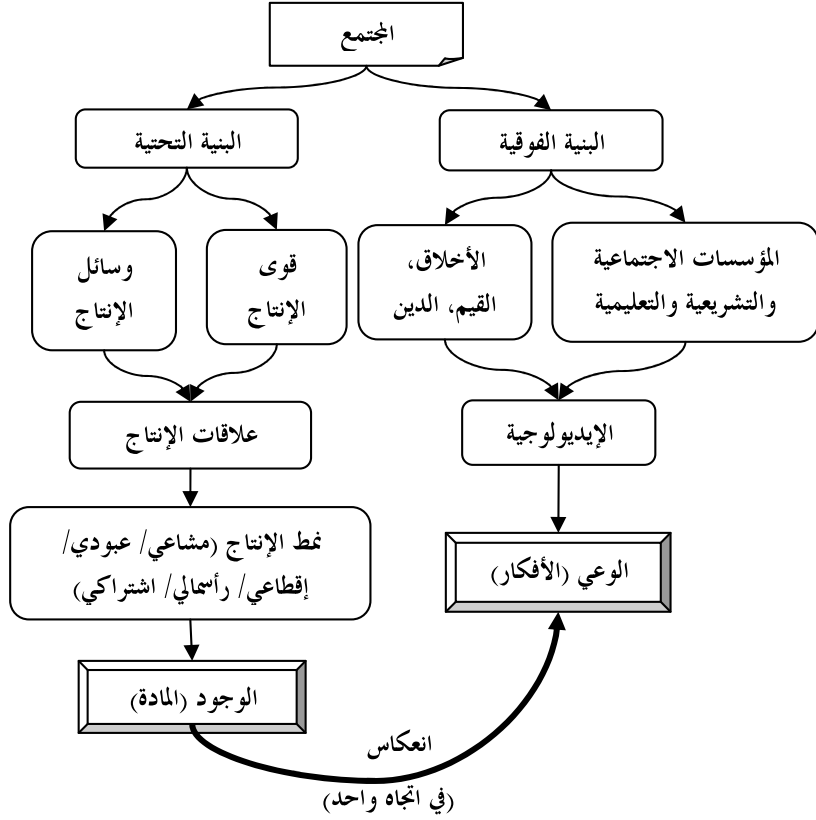 المجتمع
البنية الفوقية
البنية التحتية
المؤسسات الاجتماعية
والتشريعية والتعليمية
الأخلاق،
القيم، الدين
قوى
الإنتاج
وسائل
الإنتاج
الإيديولوجية
علاقات الإنتاج
الوعي (الأفكار)
نمط الإنتاج (مشاعي/ عبودي/
إقطاعي/ رأسمالي/ اشتراكي)
الوجود (المادة)
انعكاس
(في اتجاه واحد)